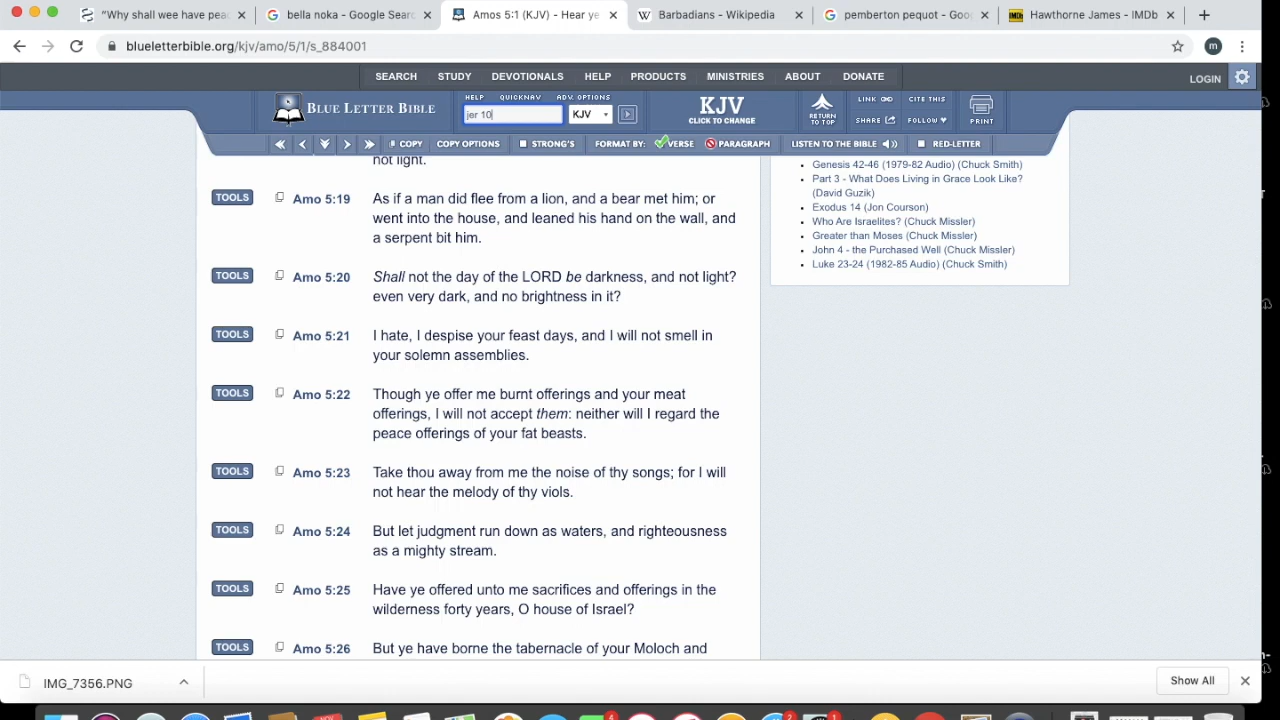 "Why shall wee have pea
bella noka - Google Searc
Amos 5:1 (KJV) - Hear ye
Barbadians - Wikipedia
pemberton pequot - Goo
Hawthorne James - IMDb
blueletterbible.org/kjv/amo/5/1/s_884001
m
SEARCH STUDY DEVOTIONALS HELP PRODUCTS MINISTRIES ABOUT DONATE
LOGIN
BLUE LETTER BIBLE
HELP QUICKNAV ADV. OPTIONS
jer 10
KJV
KJV
CLICK TO CHANGE
RETURN
TO TOP
LINK
CITE THIS
SHARE
FOLLOW
PRINT
COPY COPY OPTIONS STRONG'S FORMAT BY: VERSE PARAGRAPH LISTEN TO THE BIBLE RED-LETTER
not light.
TOOLS Amo 5:19 As if a man did flee from a lion, and a bear met him; or
went into the house, and leaned his hand on the wall, and
a serpent bit him.
TOOLS Amo 5:20 Shall not the day of the LORD be darkness, and not light?
even very dark, and no brightness in it?
TOOLS Amo 5:21 I hate, I despise your feast days, and I will not smell in
your solemn assemblies.
TOOLS Amo 5:22 Though ye offer me burnt offerings and your meat
offerings, I will not accept them: neither will I regard the
peace offerings of your fat beasts.
TOOLS Amo 5:23 Take thou away from me the noise of thy songs; for I will
not hear the melody of thy viols.
TOOLS Amo 5:24 But let judgment run down as waters, and righteousness
as a mighty stream.
TOOLS Amo 5:25 Have ye offered unto me sacrifices and offerings in the
wilderness forty years, O house of Israel?
TOOLS Amo 5:26 But ye have borne the tabernacle of your Moloch and
Genesis 42-46 (1979-82 Audio) (Chuck Smith)
Part 3 - What Does Living in Grace Look Like?
(David Guzik)
Exodus 14 (Jon Courson)
Who Are Israelites? (Chuck Missler)
Greater than Moses (Chuck Missler)
John 4 - the Purchased Well (Chuck Missler)
Luke 23-24 (1982-85 Audio) (Chuck Smith)
IMG_7356.PNG
Show All